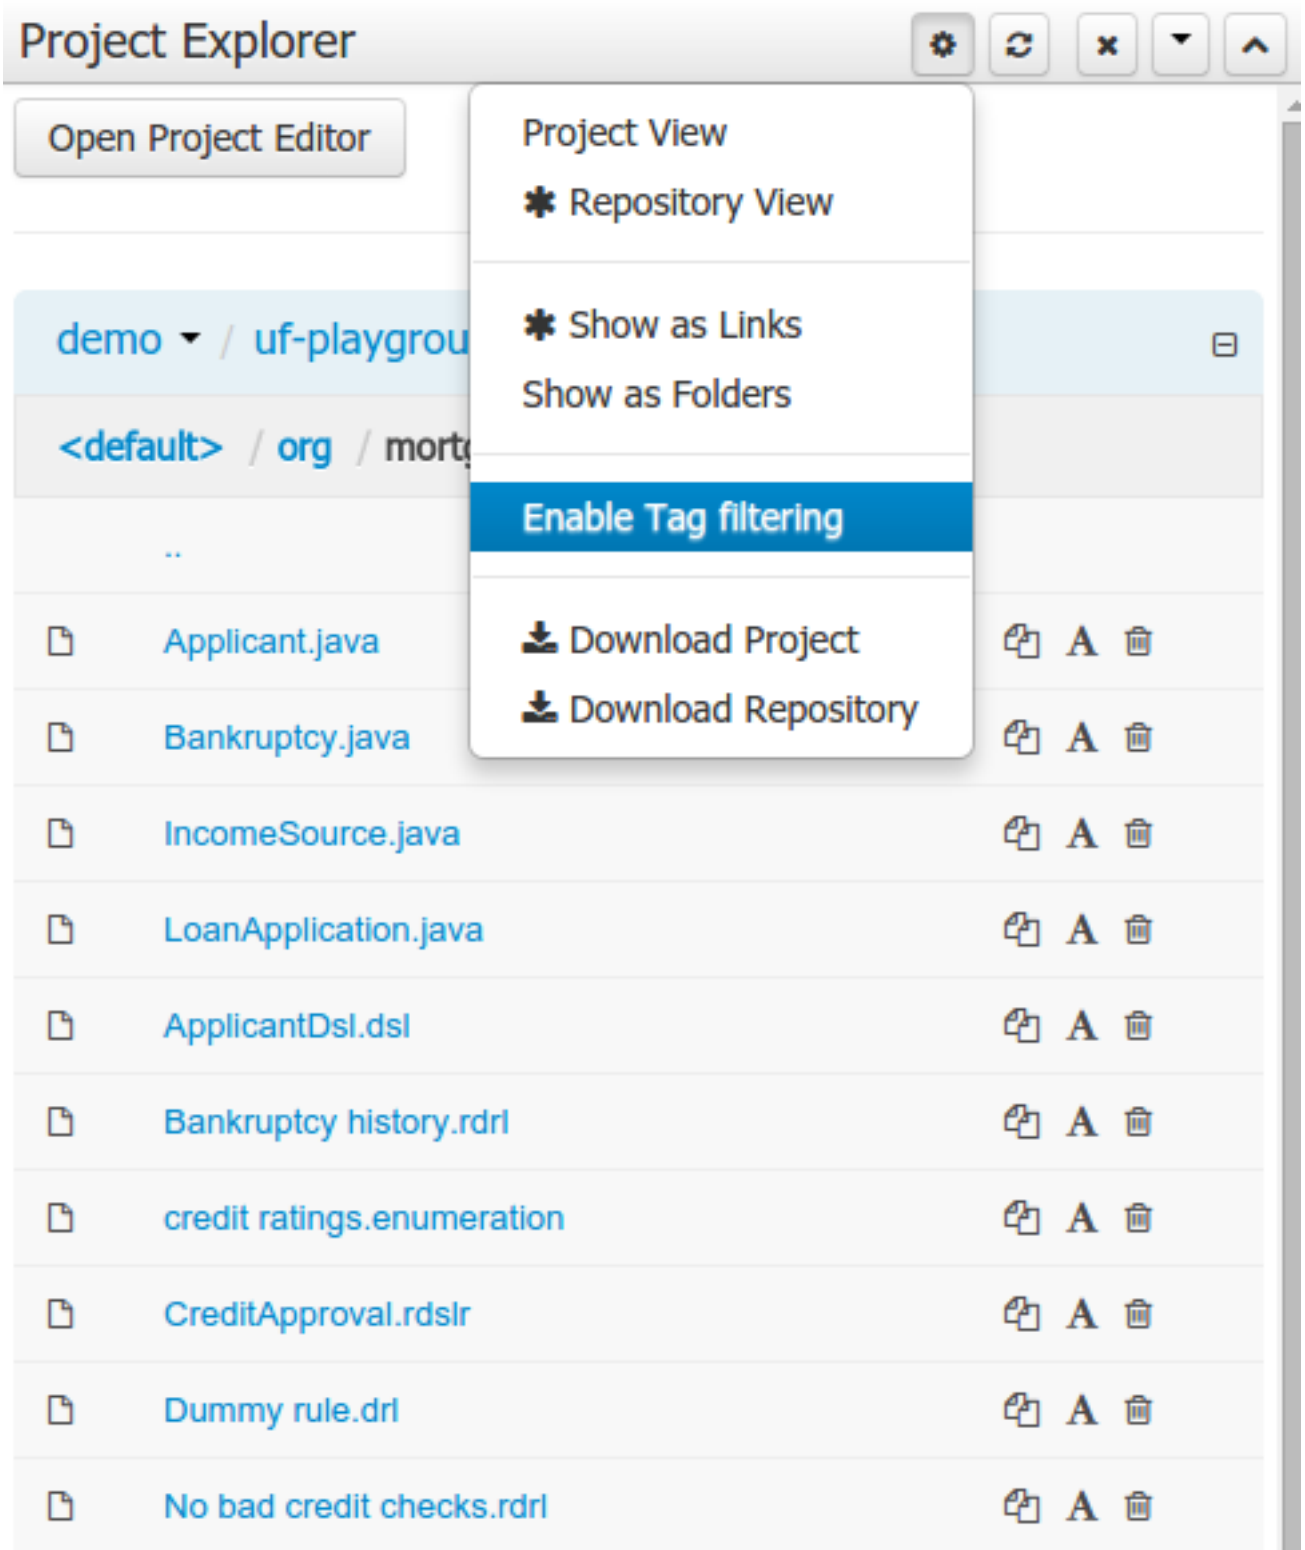 Project Explorer
Open Project Editor
Project View
Repository View
Show as Links
Show as Folders
Enable Tag filtering
Download Project
Download Repository
demo / uf-playgrou
<default> / org / mort
..
Applicant.java
Bankruptcy.java
IncomeSource.java
LoanApplication.java
ApplicantDsl.dsl
Bankruptcy history.rdrl
credit ratings.enumeration
CreditApproval.rdslr
Dummy rule.drl
No bad credit checks.rdrl